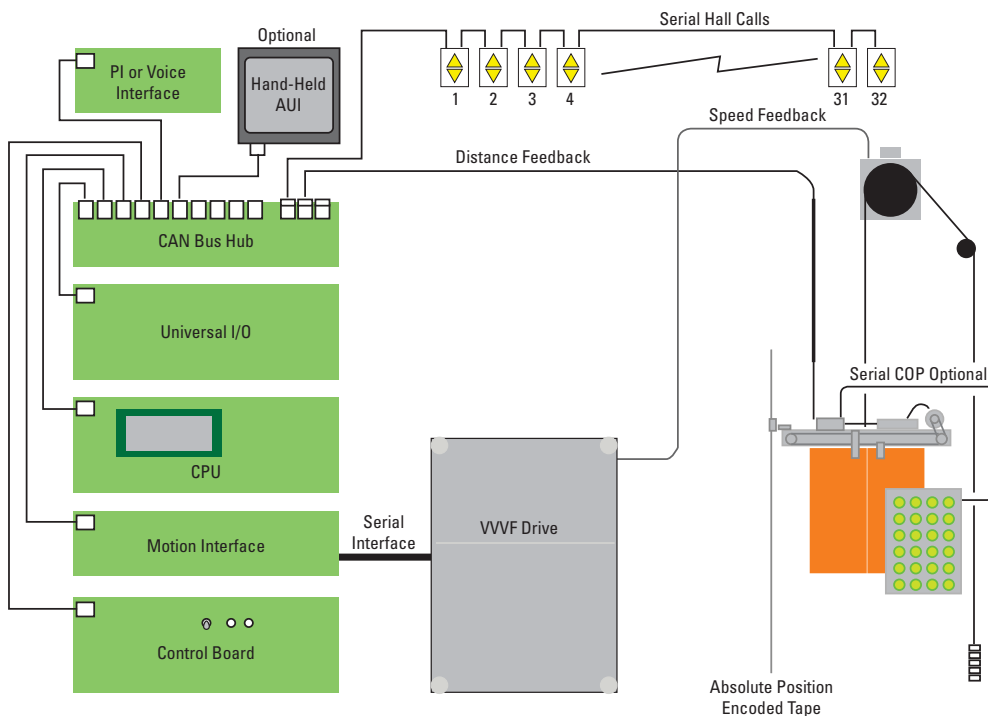 Serial Hall Calls
Optional
PI or Voice
Interface
Hand-Held
AUI
1 2 3 4 31 32
Speed Feedback
Distance Feedback
CAN Bus Hub
Universal I/O
Serial COP Optional
CPU
Serial
Interface
VVVF Drive
Motion Interface
Control Board
Absolute Position
Encoded Tape